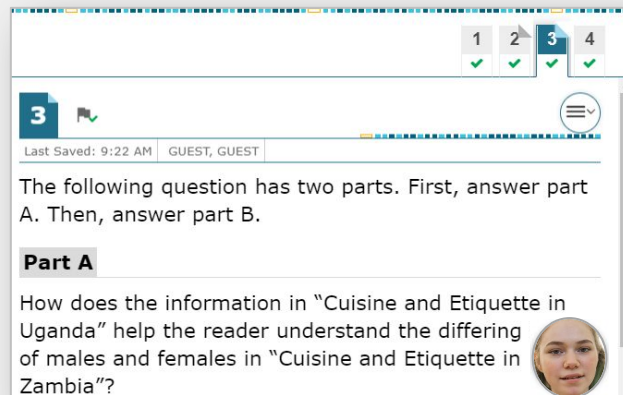 1 2 3 4
3
Last Saved: 9:22 AM GUEST, GUEST
The following question has two parts. First, answer part
A. Then, answer part B.
Part A
How does the information in “Cuisine and Etiquette in
Uganda” help the reader understand the differing
of males and females in “Cuisine and Etiquette in
Zambia”?